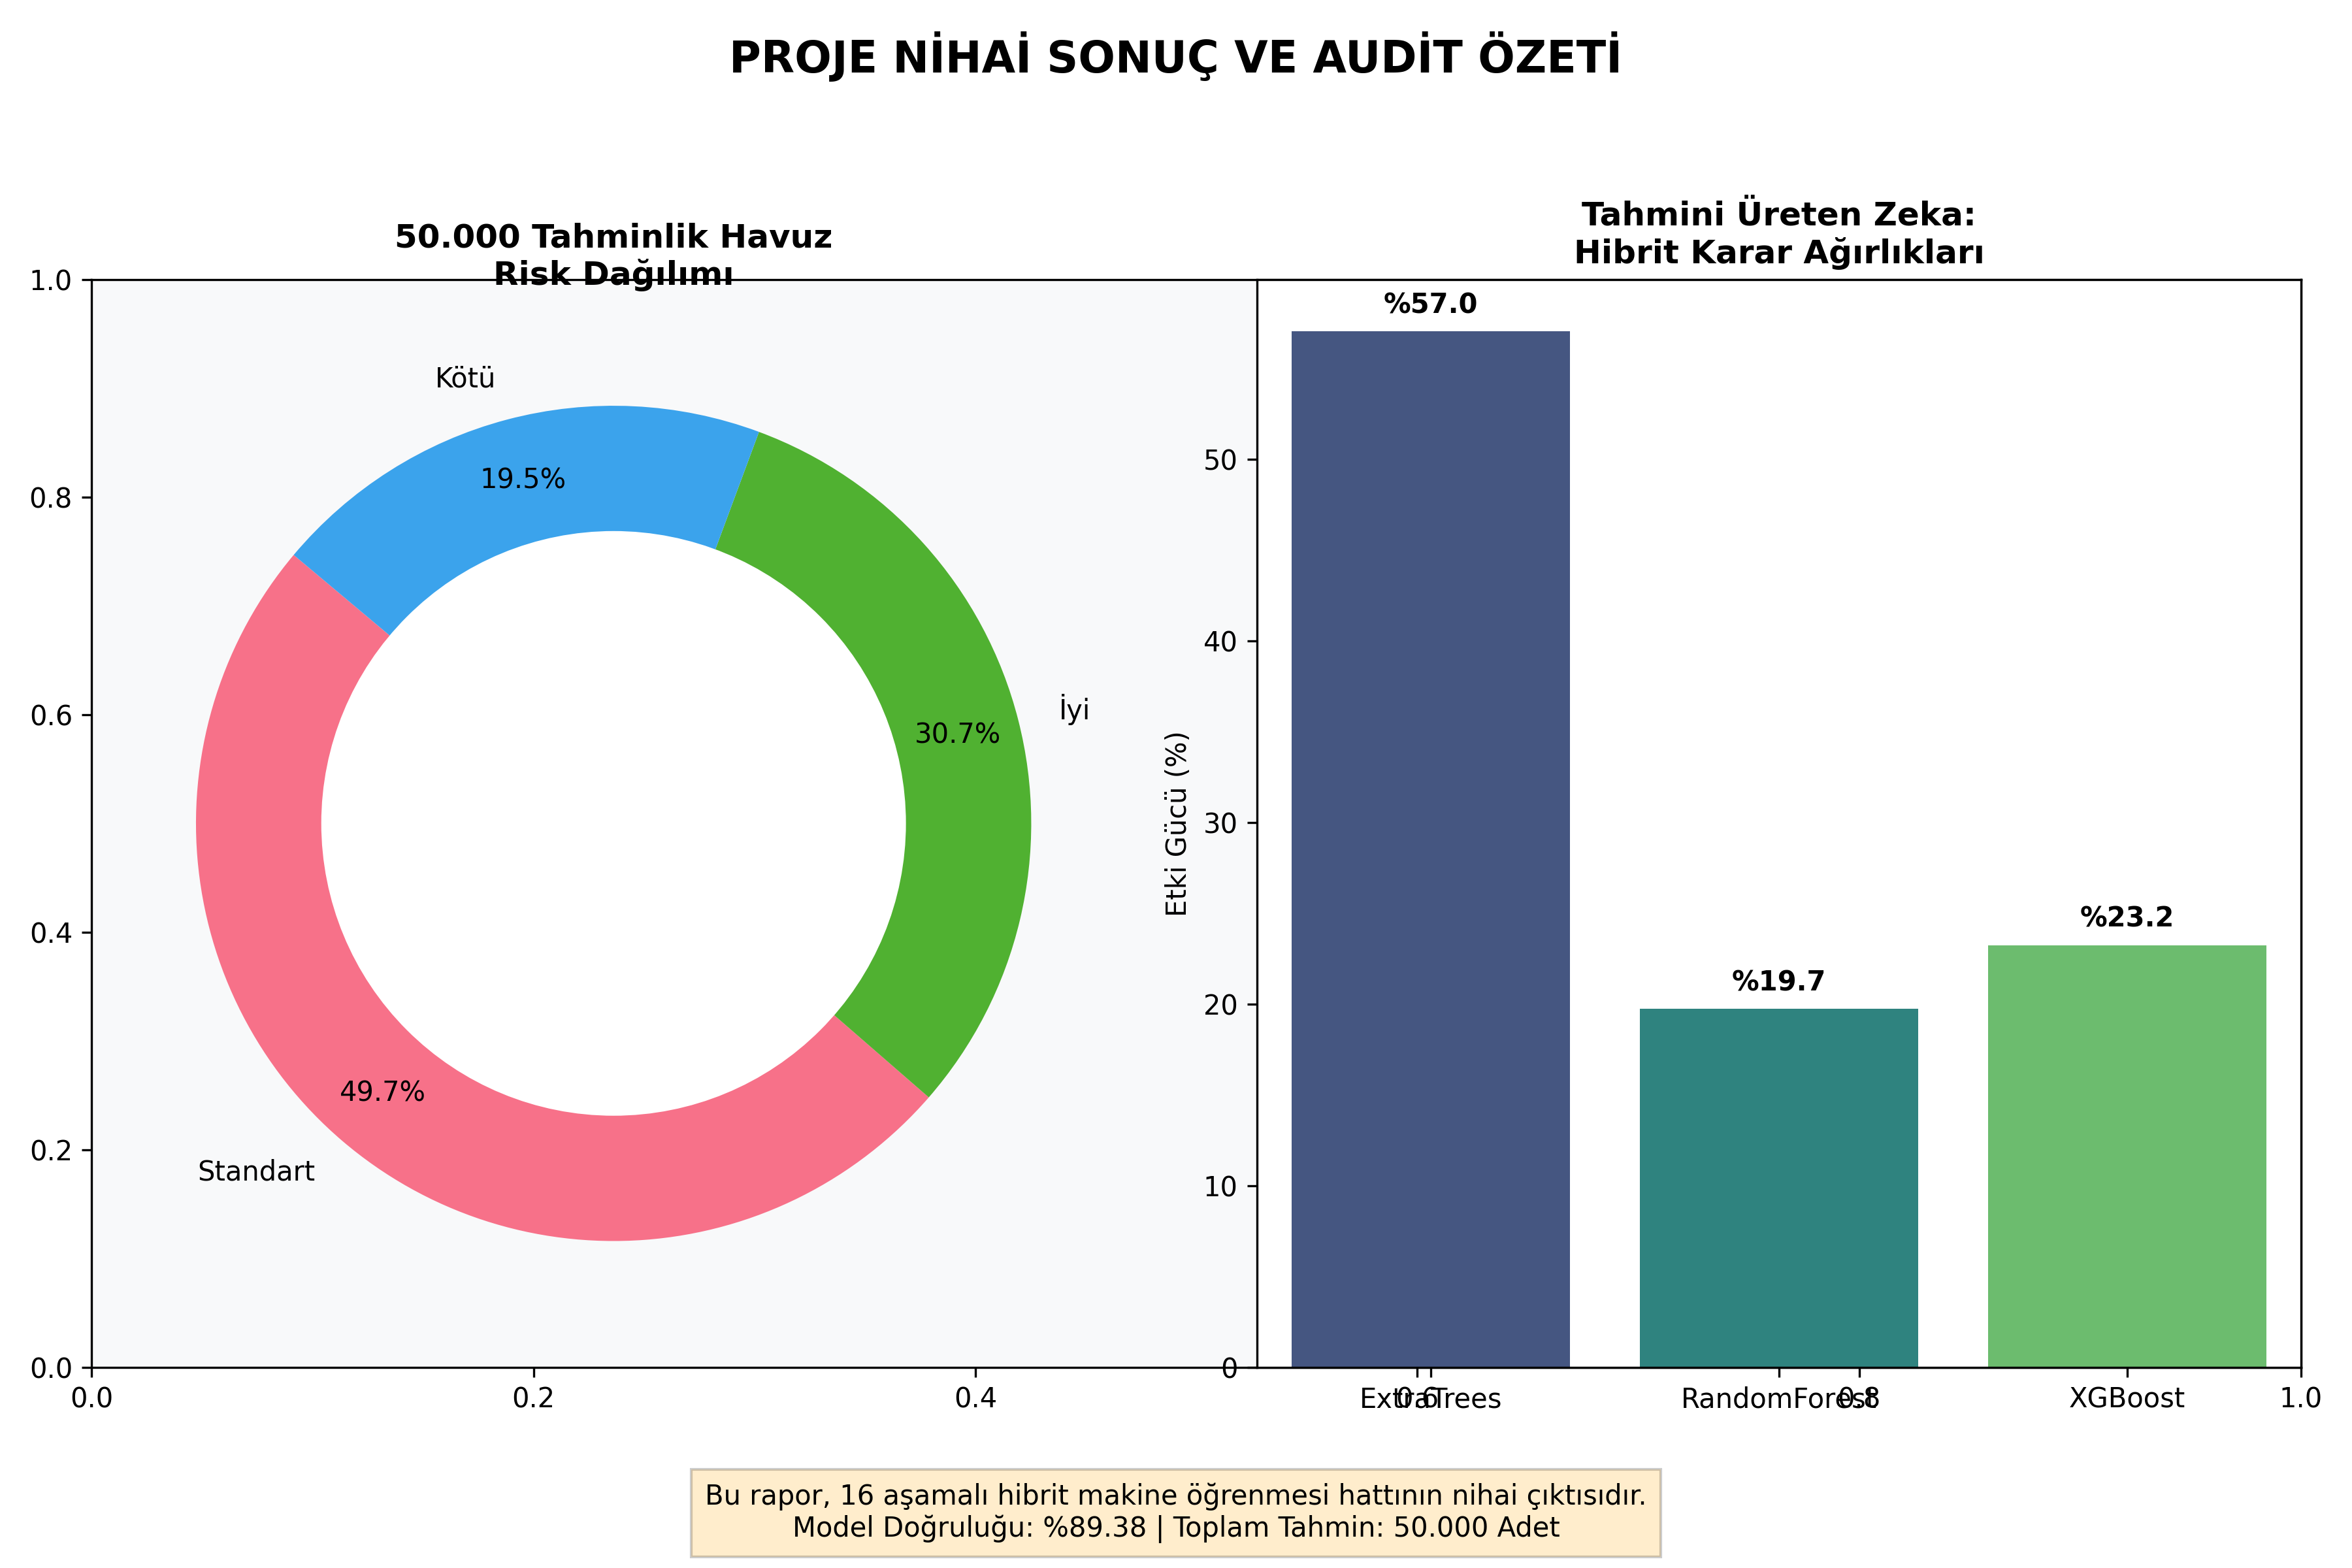 PROJE NİHAİ SONUÇ VE AUDİT ÖZETİ
50.000 Tahminlik Havuz
Risk Dağılımı
1.0
0.8
0.6
0.4
0.2
0.0
0.0
0.2
0.4
0.6
0.8
1.0
Kötü
19.5%
İyi
30.7%
49.7%
Standart
Tahmini Üreten Zeka:
Hibrit Karar Ağırlıkları
Etki Gücü (%)
50
40
30
20
10
0
%57.0
%19.7
%23.2
ExtraTrees
RandomForest
XGBoost
Bu rapor, 16 aşamalı hibrit makine öğrenmesi hattının nihai çıktısıdır.
Model Doğruluğu: %89.38 | Toplam Tahmin: 50.000 Adet